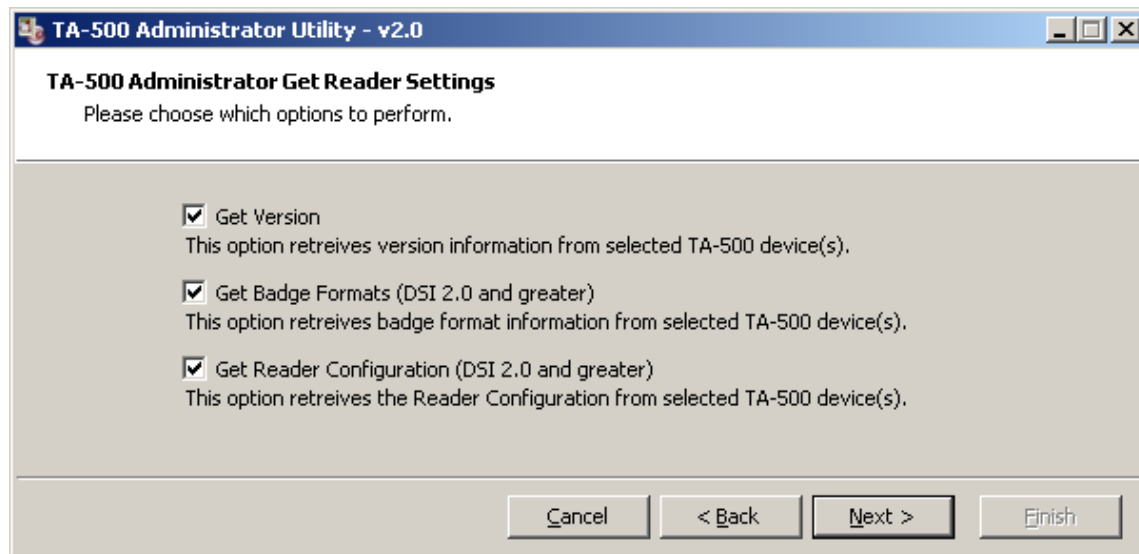 TA-500 Administrator Utility - v2.0
TA-500 Administrator Get Reader Settings
Please choose which options to perform.
Get Version
This option retreives version information from selected TA-500 device(s).
Get Badge Formats (DSI 2.0 and greater)
This option retreives badge format information from selected TA-500 device(s).
Get Reader Configuration (DSI 2.0 and greater)
This option retreives the Reader Configuration from selected TA-500 device(s).
Cancel < Back Next > Finish